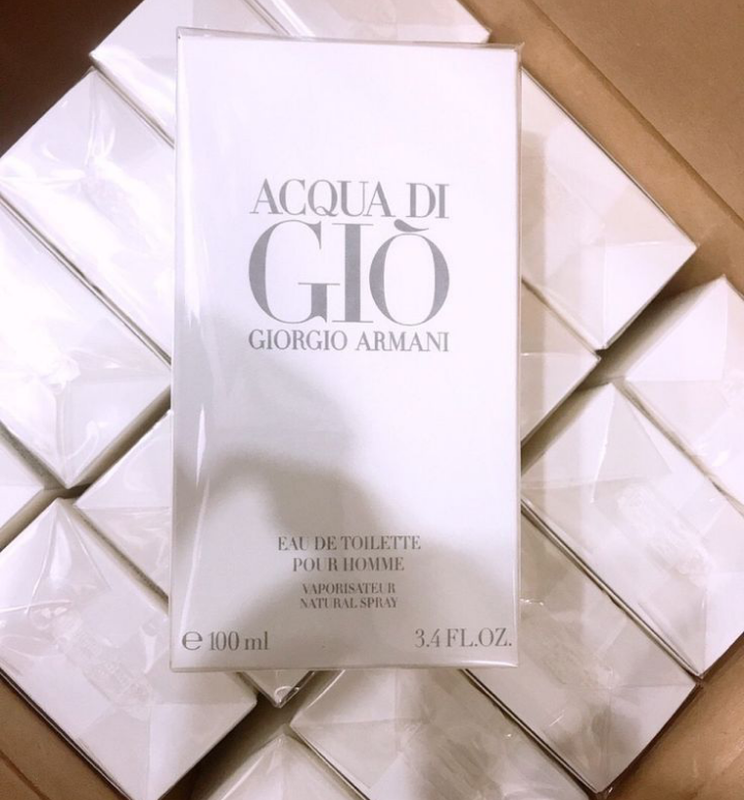 ACQUA DI
GIÒ
GIORGIO ARMANI
EAU DE TOILETTE
POUR HOMME
VAPORISATEUR
NATURAL SPRAY
℮ 100 ml
3.4 FL.OZ.